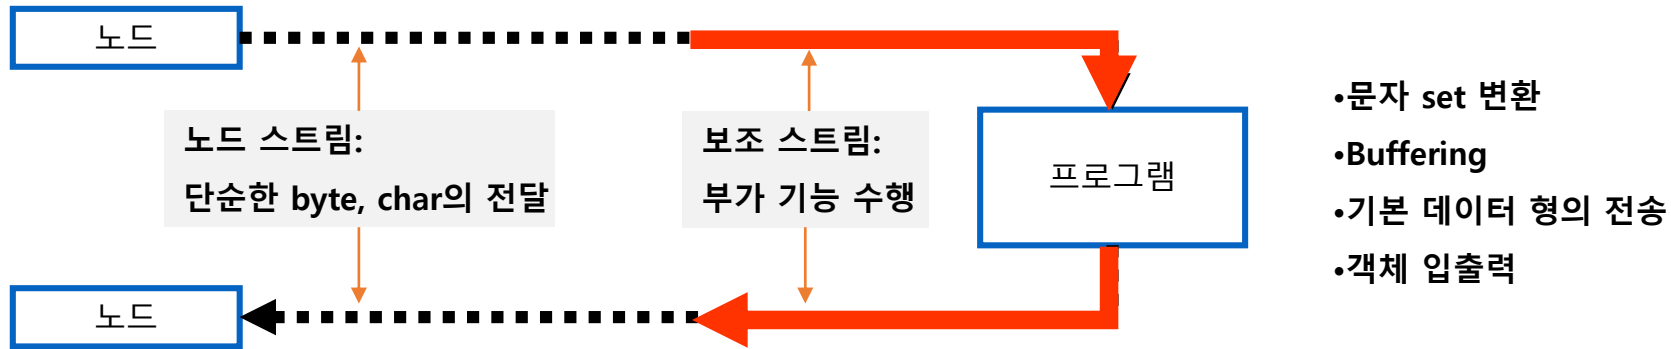 노드
노드 스트림:
단순한 byte, char의 전달
보조 스트림:
부가 기능 수행
프로그램
노드
•문자 set 변환
•Buffering
•기본 데이터 형의 전송
•객체 입출력